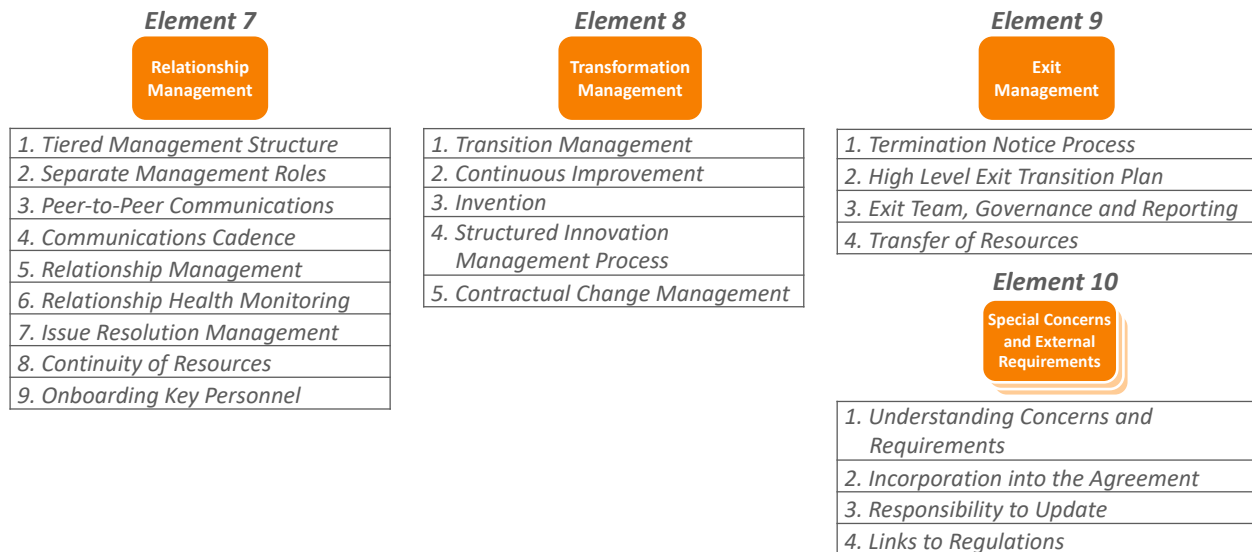 Element 7
Relationship
Management
1. Tiered Management Structure
2. Separate Management Roles
3. Peer-to-Peer Communications
4. Communications Cadence
5. Relationship Management
6. Relationship Health Monitoring
7. Issue Resolution Management
8. Continuity of Resources
9. Onboarding Key Personnel
Element 8
Transformation
Management
1. Transition Management
2. Continuous Improvement
3. Invention
4. Structured Innovation
Management Process
5. Contractual Change Management
Element 9
Exit
Management
1. Termination Notice Process
2. High Level Exit Transition Plan
3. Exit Team, Governance and Reporting
4. Transfer of Resources
Element 10
Special Concerns
and External
Requirements
1. Understanding Concerns and
Requirements
2. Incorporation into the Agreement
3. Responsibility to Update
4. Links to Regulations